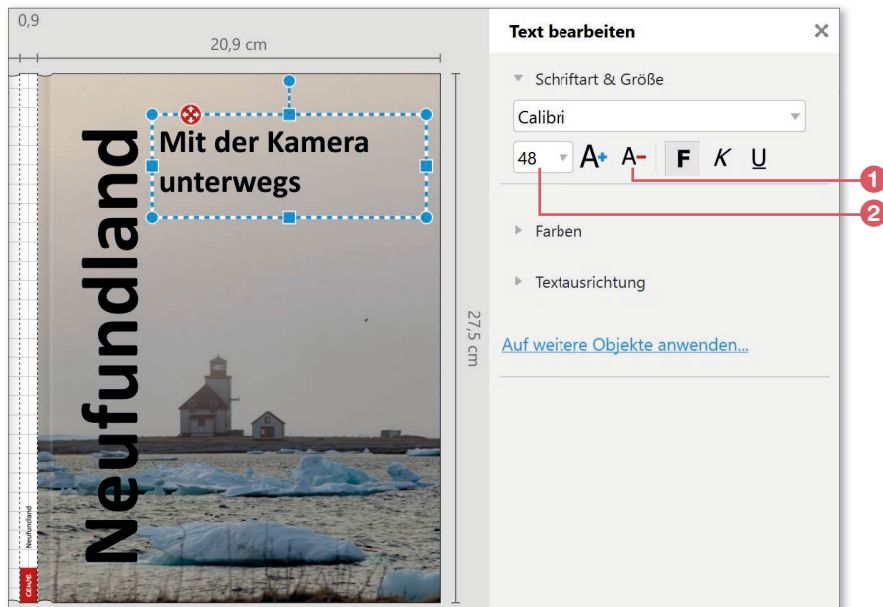 0,9
20,9 cm
Text bearbeiten
Schriftart & Größe
Calibri
48 A+ A- F K U
1
2
Farben
Textausrichtung
Auf weitere Objekte anwenden...
Mit der Kamera
unterwegs
Neufundland
27,5 cm
Neufundland
cewe